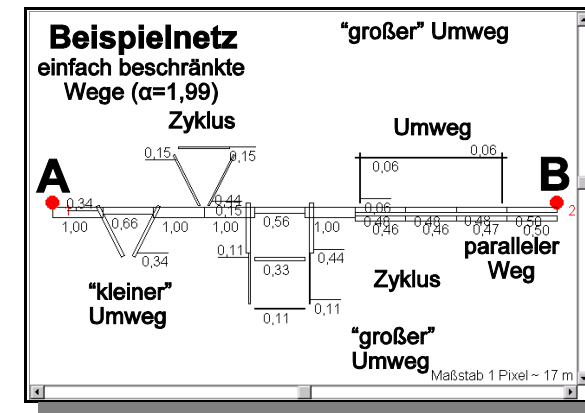 Beispielnetz
einfach beschränkte
Wege (α=1,99)
“großer” Umweg
Zyklus
Umweg
0,15
0,15
0,06
0,06
A
B
0,34
0,44
0,15
0,06
2
1,00
0,66
1,00
1,00
0,56
1,00
0,48
0,48
0,48
0,50
0,46
0,46
0,47
0,50
0,34
0,11
0,33
0,44
0,11
0,11
paralleler
Weg
Zyklus
“kleiner”
Umweg
“großer”
Umweg
Maßstab 1 Pixel ~ 17 m